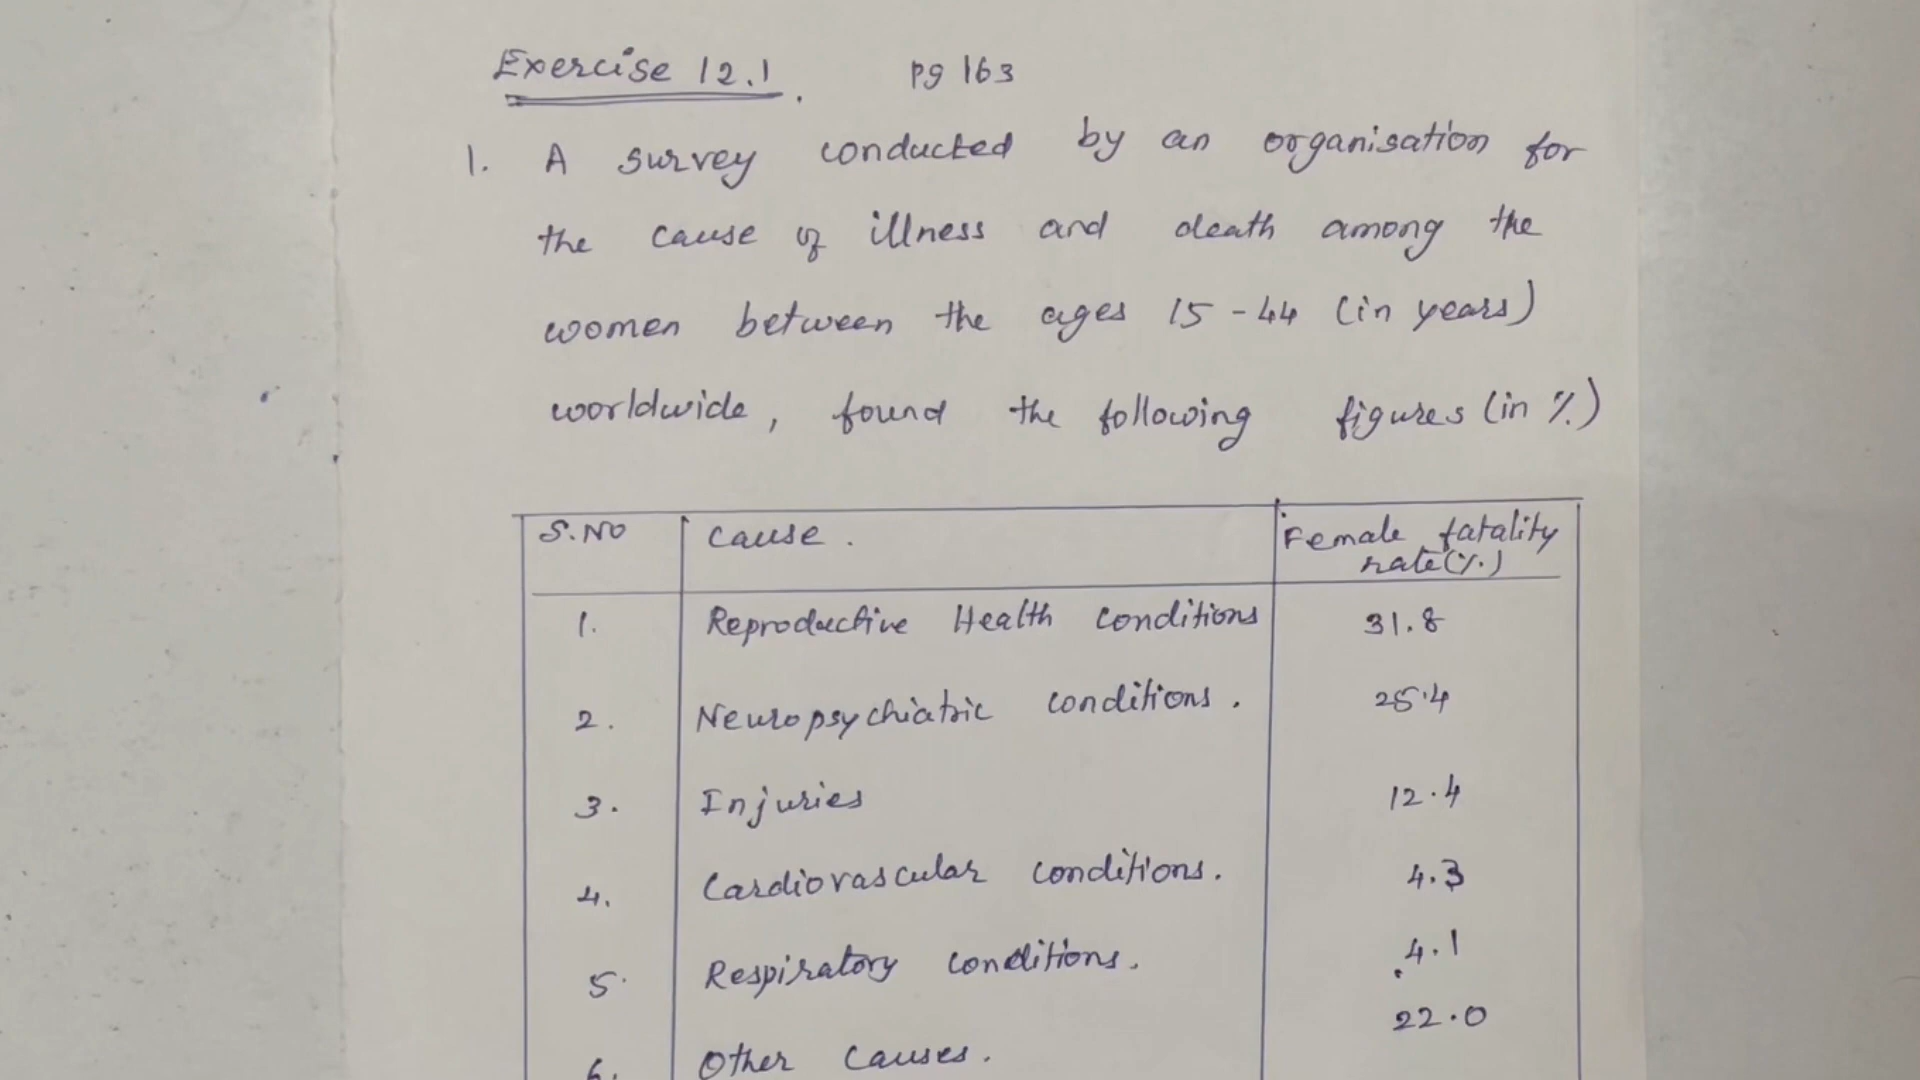 Exercise 12.1. pg 163
1. A survey conducted by an organisation for
the cause of illness and death among the
women between the ages 15-44 (in years)
worldwide, found the following figures (in %)
S.NO cause. Female fatality
rate(%)
1. Reproductive Health conditions 31.8
2. Neuropsychiatric conditions. 25.4
3. Injuries 12.4
4. Cardiovascular conditions. 4.3
5. Respiratory conditions. 4.1
6. Other causes. 22.0